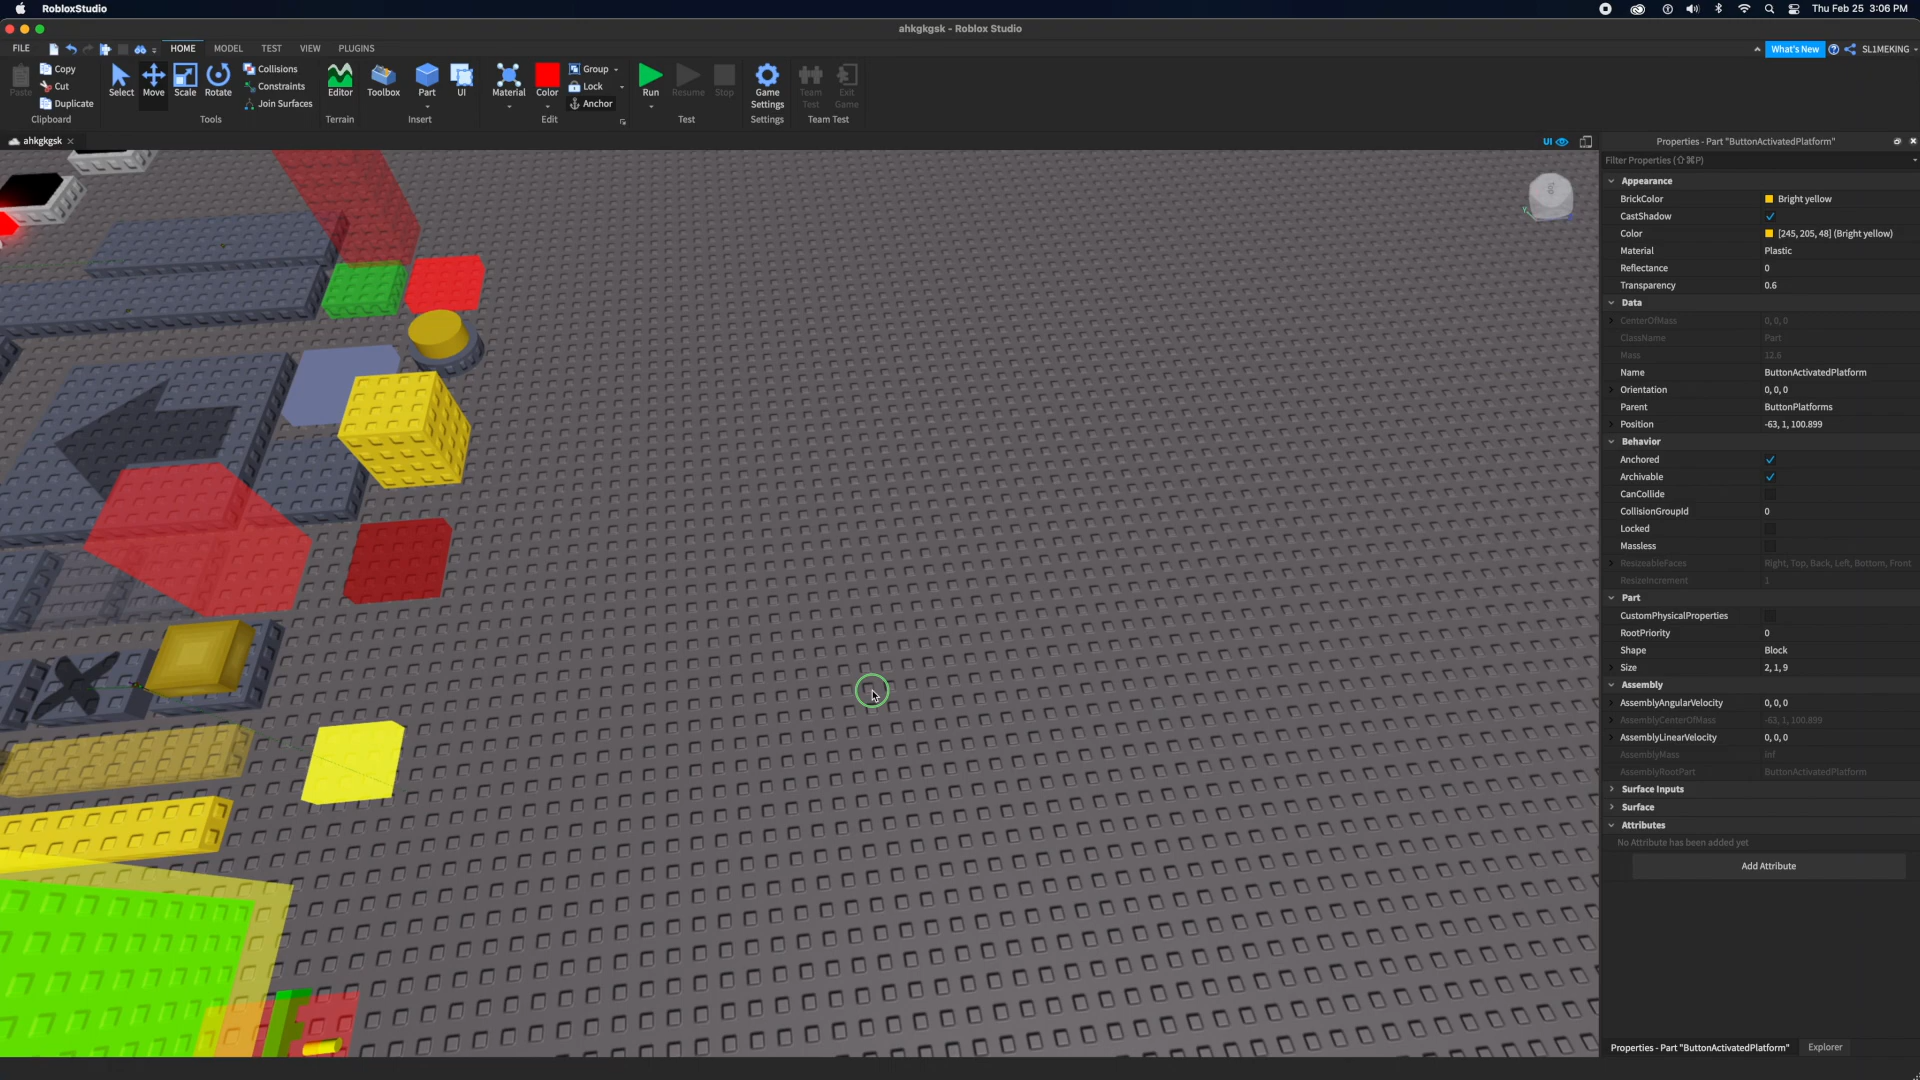 RobloxStudio
Thu Feb 25 3:06 PM
ahkgkgsk - Roblox Studio
FILE
HOME
MODEL
TEST
VIEW
PLUGINS
What's New
SL1MEKING
Paste
Copy
Cut
Duplicate
Clipboard
Select
Move
Scale
Rotate
Collisions
Constraints
Join Surfaces
Tools
Editor
Terrain
Toolbox
Part
UI
Insert
Material
Color
Group
Lock
Anchor
Edit
Run
Resume
Stop
Test
Game
Settings
Settings
Team
Test
Exit
Game
Team Test
ahkgkgsk
UI
Top
Properties - Part "ButtonActivatedPlatform"
Filter Properties (⇧⌘P)
Appearance
BrickColor Bright yellow
CastShadow
Color [245, 205, 48] (Bright yellow)
Material Plastic
Reflectance 0
Transparency 0.6
Data
CenterOfMass 0, 0, 0
ClassName Part
Mass 12.6
Name ButtonActivatedPlatform
Orientation 0, 0, 0
Parent ButtonPlatforms
Position -63, 1, 100.899
Behavior
Anchored
Archivable
CanCollide
CollisionGroupId 0
Locked
Massless
ResizeableFaces Right, Top, Back, Left, Bottom, Front
ResizeIncrement 1
Part
CustomPhysicalProperties
RootPriority 0
Shape Block
Size 2, 1, 9
Assembly
AssemblyAngularVelocity 0, 0, 0
AssemblyCenterOfMass -63, 1, 100.899
AssemblyLinearVelocity 0, 0, 0
AssemblyMass inf
AssemblyRootPart ButtonActivatedPlatform
Surface Inputs
Surface
Attributes
No Attribute has been added yet
Add Attribute
Properties - Part "ButtonActivatedPlatform"
Explorer